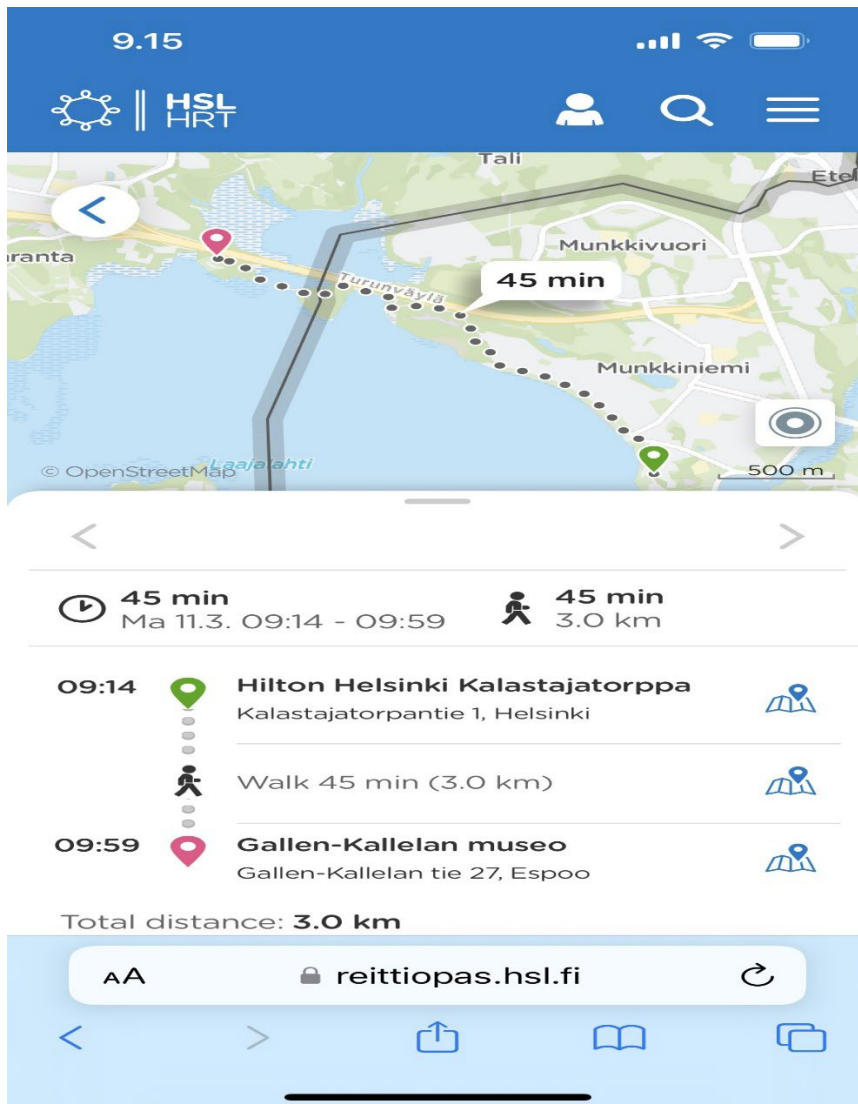 9.15
HSL
HRT
Tali
Etel
Munkkivuori
ranta
45 min
Turunväylä
Munkkiniemi
Laajalahti
© OpenStreetMap
500 m
45 min
Ma 11.3. 09:14 - 09:59
45 min
3.0 km
09:14
Hilton Helsinki Kalastajatorppa
Kalastajatorpantie 1, Helsinki
Walk 45 min (3.0 km)
09:59
Gallen-Kallelan museo
Gallen-Kallelan tie 27, Espoo
Total distance: 3.0 km
AA
reittiopas.hsl.fi